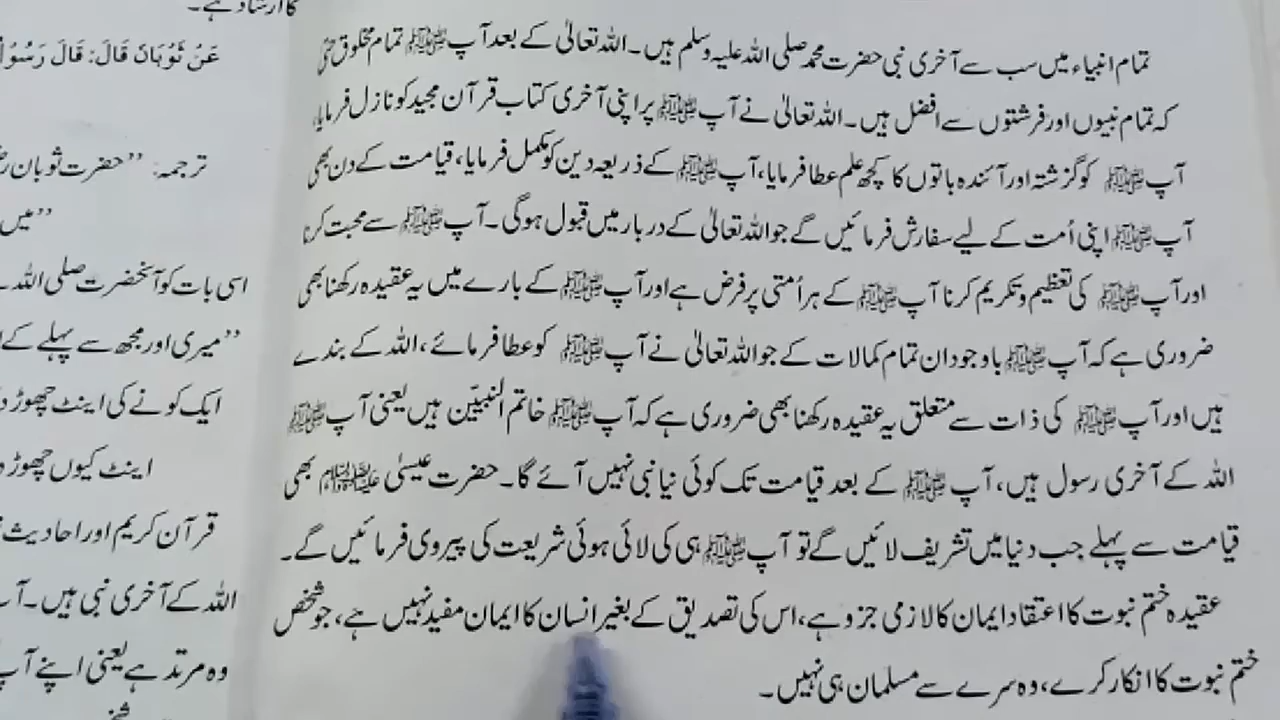 تمام انبیاء میں سب سے آخری نبی حضرت محمد صلی اللہ علیہ وسلم ہیں۔ اللہ تعالیٰ کے بعد آپ ﷺ تمام مخلوق حتیٰ
کہ تمام نبیوں اور فرشتوں سے افضل ہیں۔ اللہ تعالیٰ نے آپ ﷺ پر اپنی آخری کتاب قرآن مجید کو نازل فرمایا،
آپ ﷺ کو گزشتہ اور آئندہ باتوں کا کچھ علم عطا فرمایا، آپ ﷺ کے ذریعہ دین کو مکمل فرمایا، قیامت کے دن بھی
آپ ﷺ اپنی اُمت کے لیے سفارش فرمائیں گے جو اللہ تعالیٰ کے دربار میں قبول ہوگی۔ آپ ﷺ سے محبت کرنا
اور آپ ﷺ کی تعظیم و تکریم کرنا آپ ﷺ کے ہر اُمتی پر فرض ہے اور آپ ﷺ کے بارے میں یہ عقیدہ رکھنا بھی
ضروری ہے کہ آپ ﷺ باوجود ان تمام کمالات کے جو اللہ تعالیٰ نے آپ ﷺ کو عطا فرمائے، اللہ کے بندے
ہیں اور آپ ﷺ کی ذات سے متعلق یہ عقیدہ رکھنا بھی ضروری ہے کہ آپ ﷺ خاتم النبیّین ہیں یعنی آپ ﷺ
اللہ کے آخری رسول ہیں، آپ ﷺ کے بعد قیامت تک کوئی نیا نبی نہیں آئے گا۔ حضرت عیسیٰ علیہ السلام بھی
قیامت سے پہلے جب دنیا میں تشریف لائیں گے تو آپ ﷺ ہی کی لائی ہوئی شریعت کی پیروی فرمائیں گے۔
عقیدہ ختم نبوت کا اعتقاد ایمان کا لازمی جزو ہے، اس کی تصدیق کے بغیر انسان کا ایمان مفید نہیں ہے، جو شخص
ختم نبوت کا انکار کرے، وہ سرے سے مسلمان ہی نہیں۔
کا ارشاد ہے۔
عَنْ ثَوْبَانَ قَالَ: قَالَ
ترجمہ: ”حضرت ثوبان
”میں
اسی بات کو آنحضرت صلی اللہ
”میری اور مجھ سے پہلے کے
ایک کونے کی اینٹ چھوڑ
اینٹ کیوں چھوڑ
قرآن کریم اور احادیث
اللہ کے آخری نبی ہیں۔
وہ مرتد ہے یعنی اپنے آپ